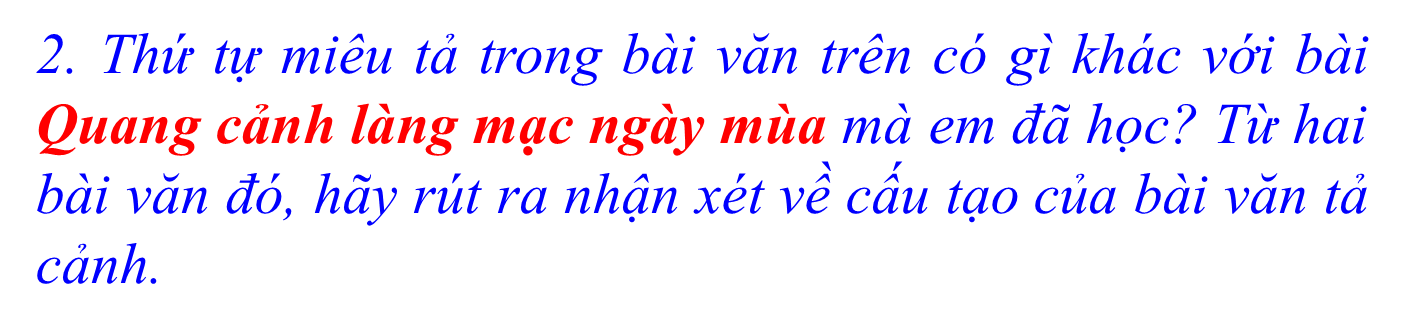 2. Thứ tự miêu tả trong bài văn trên có gì khác với bài
Quang cảnh làng mạc ngày mùa mà em đã học? Từ hai
bài văn đó, hãy rút ra nhận xét về cấu tạo của bài văn tả
cảnh.